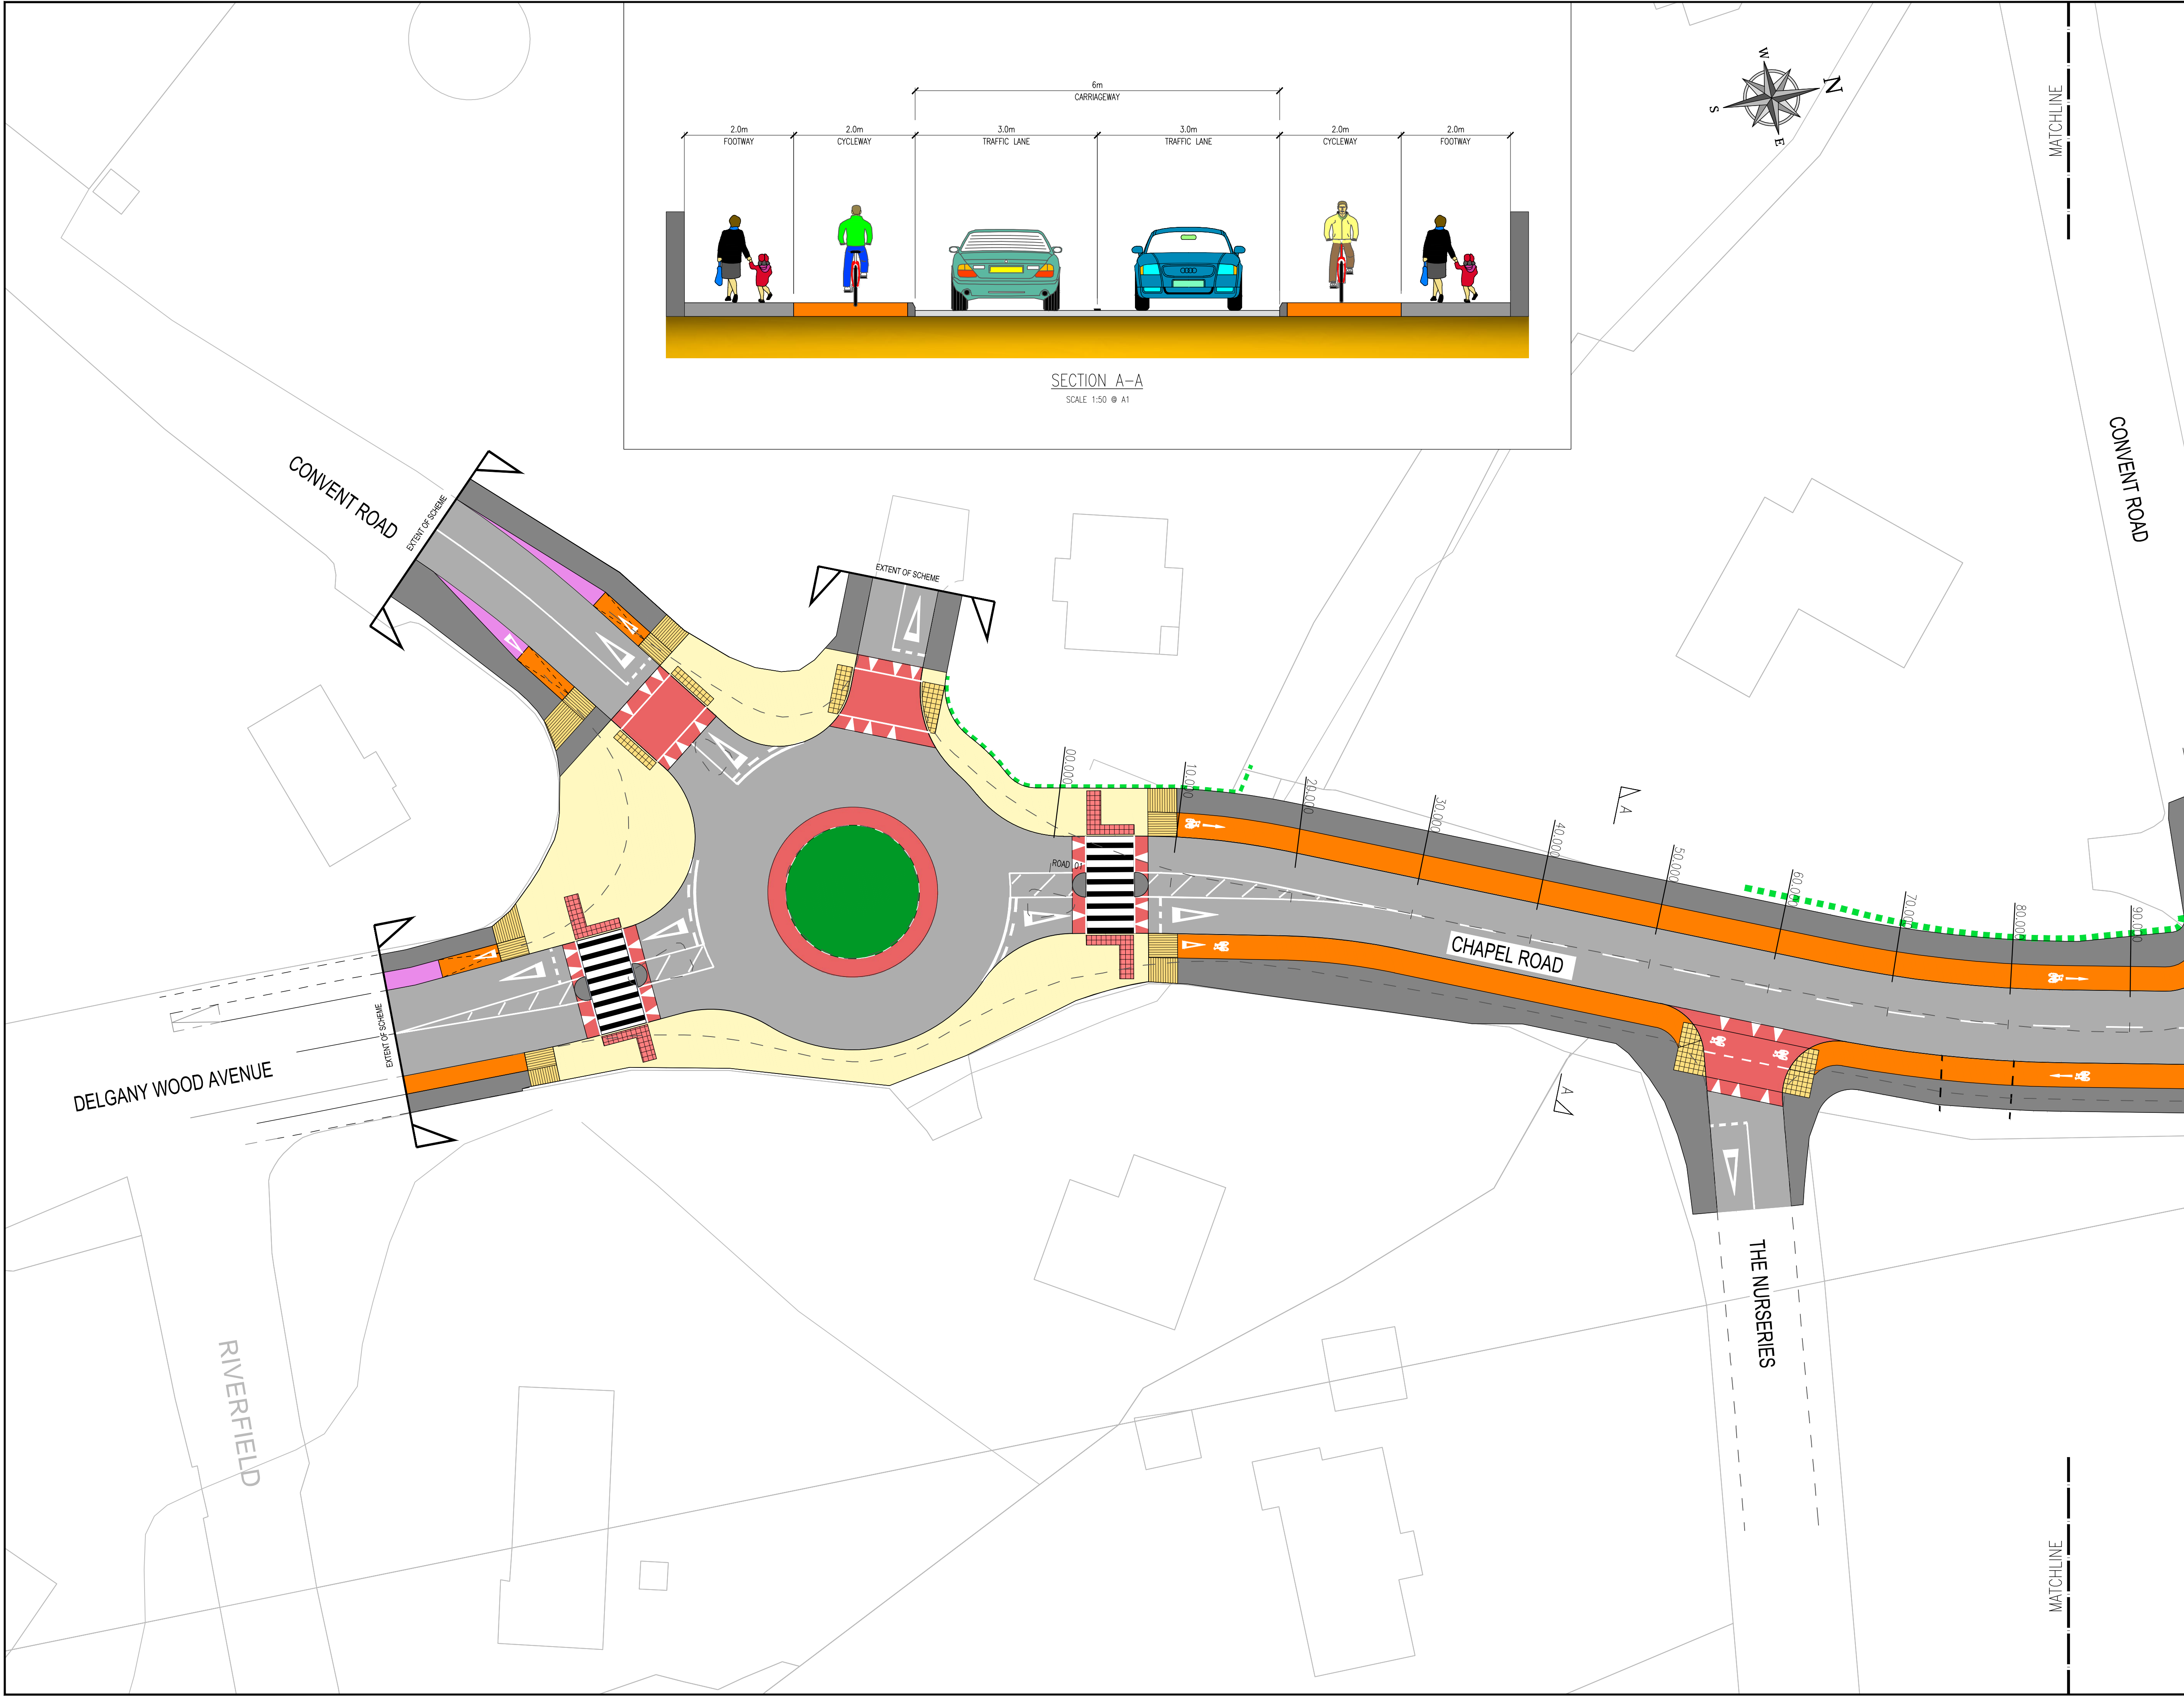 6m
CARRIAGEWAY
2.0m
FOOTWAY
2.0m
CYCLEWAY
3.0m
TRAFFIC LANE
3.0m
TRAFFIC LANE
2.0m
CYCLEWAY
2.0m
FOOTWAY
SECTION A–A
SCALE 1:50 @ A1
W
N
S
E
MATCHLINE
CONVENT ROAD
CONVENT ROAD
EXTENT OF SCHEME
EXTENT OF SCHEME
00.000
10.000
20.000
30.000
40.000
50.000
60.000
70.000
80.000
90.000
A
ROAD 01
CHAPEL ROAD
A
EXTENT OF SCHEME
DELGANY WOOD AVENUE
THE NURSERIES
RIVERFIELD
MATCHLINE